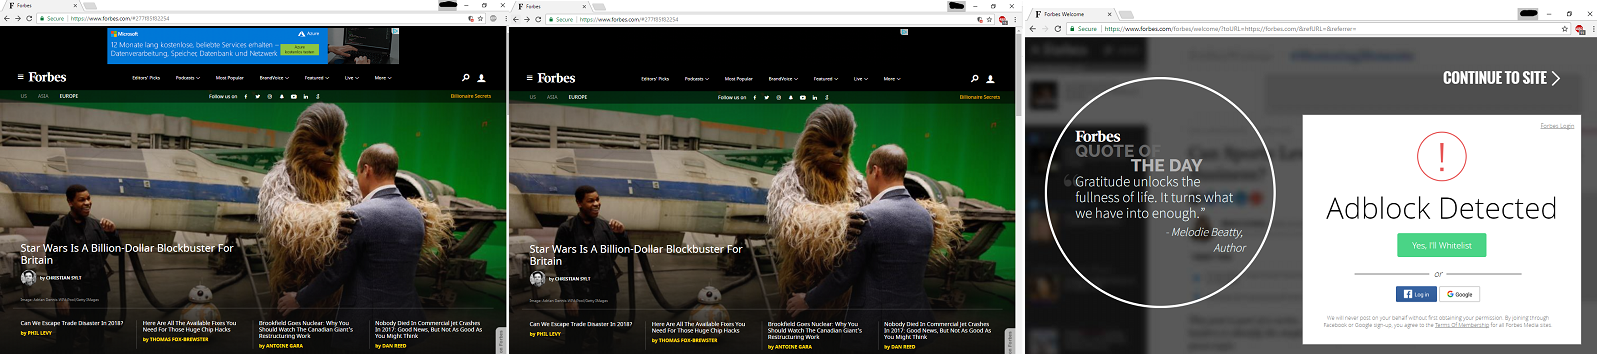 Forbes
Secure https://www.forbes.com/#277f85f82254
Microsoft
Azure
12 Monate lang kostenlose, beliebte Services erhalten –
Datenverarbeitung, Speicher, Datenbank und Netzwerk
Forbes
Editors' Picks Podcasts Most Popular BrandVoice Featured Live More
US ASIA EUROPE Follow us on Billionaire Secrets
Star Wars Is A Billion-Dollar Blockbuster For
Britain
by CHRISTIAN SYLT
Can We Escape Trade Disaster In 2018?
by PHIL LEVY
Here Are All The Available Fixes You
Need For Those Huge Chip Hacks
by THOMAS FOX-BREWSTER
Brookfield Goes Nuclear: Why You
Should Watch The Canadian Giant's
Restructuring Work
by ANTOINE GARA
Nobody Died In Commercial Jet Crashes
In 2017: Good News, But Not As Good As
You Might Think
by DAN REED
Forbes
Secure https://www.forbes.com/#277f85f82254
Forbes
Editors' Picks Podcasts Most Popular BrandVoice Featured Live More
US ASIA EUROPE Follow us on Billionaire Secrets
Star Wars Is A Billion-Dollar Blockbuster For
Britain
by CHRISTIAN SYLT
Can We Escape Trade Disaster In 2018?
by PHIL LEVY
Here Are All The Available Fixes You
Need For Those Huge Chip Hacks
by THOMAS FOX-BREWSTER
Brookfield Goes Nuclear: Why You
Should Watch The Canadian Giant's
Restructuring Work
by ANTOINE GARA
Nobody Died In Commercial Jet Crashes
In 2017: Good News, But Not As Good As
You Might Think
by DAN REED
Forbes Welcome
Secure https://www.forbes.com/forbes/welcome/?toURL=https://forbes.com/&refURL=&referrer=
CONTINUE TO SITE
Forbes
QUOTE OF
THE DAY
Gratitude unlocks the
fullness of life. It turns what
we have into enough."
- Melodie Beatty,
Author
Forbes Login
!
Adblock Detected
Yes, I'll Whitelist
or
Log in
Google
We will never post on your behalf without first obtaining your permission. By joining through
Facebook or Google sign-up, you agree to the Terms Of Membership for all Forbes Media sites.